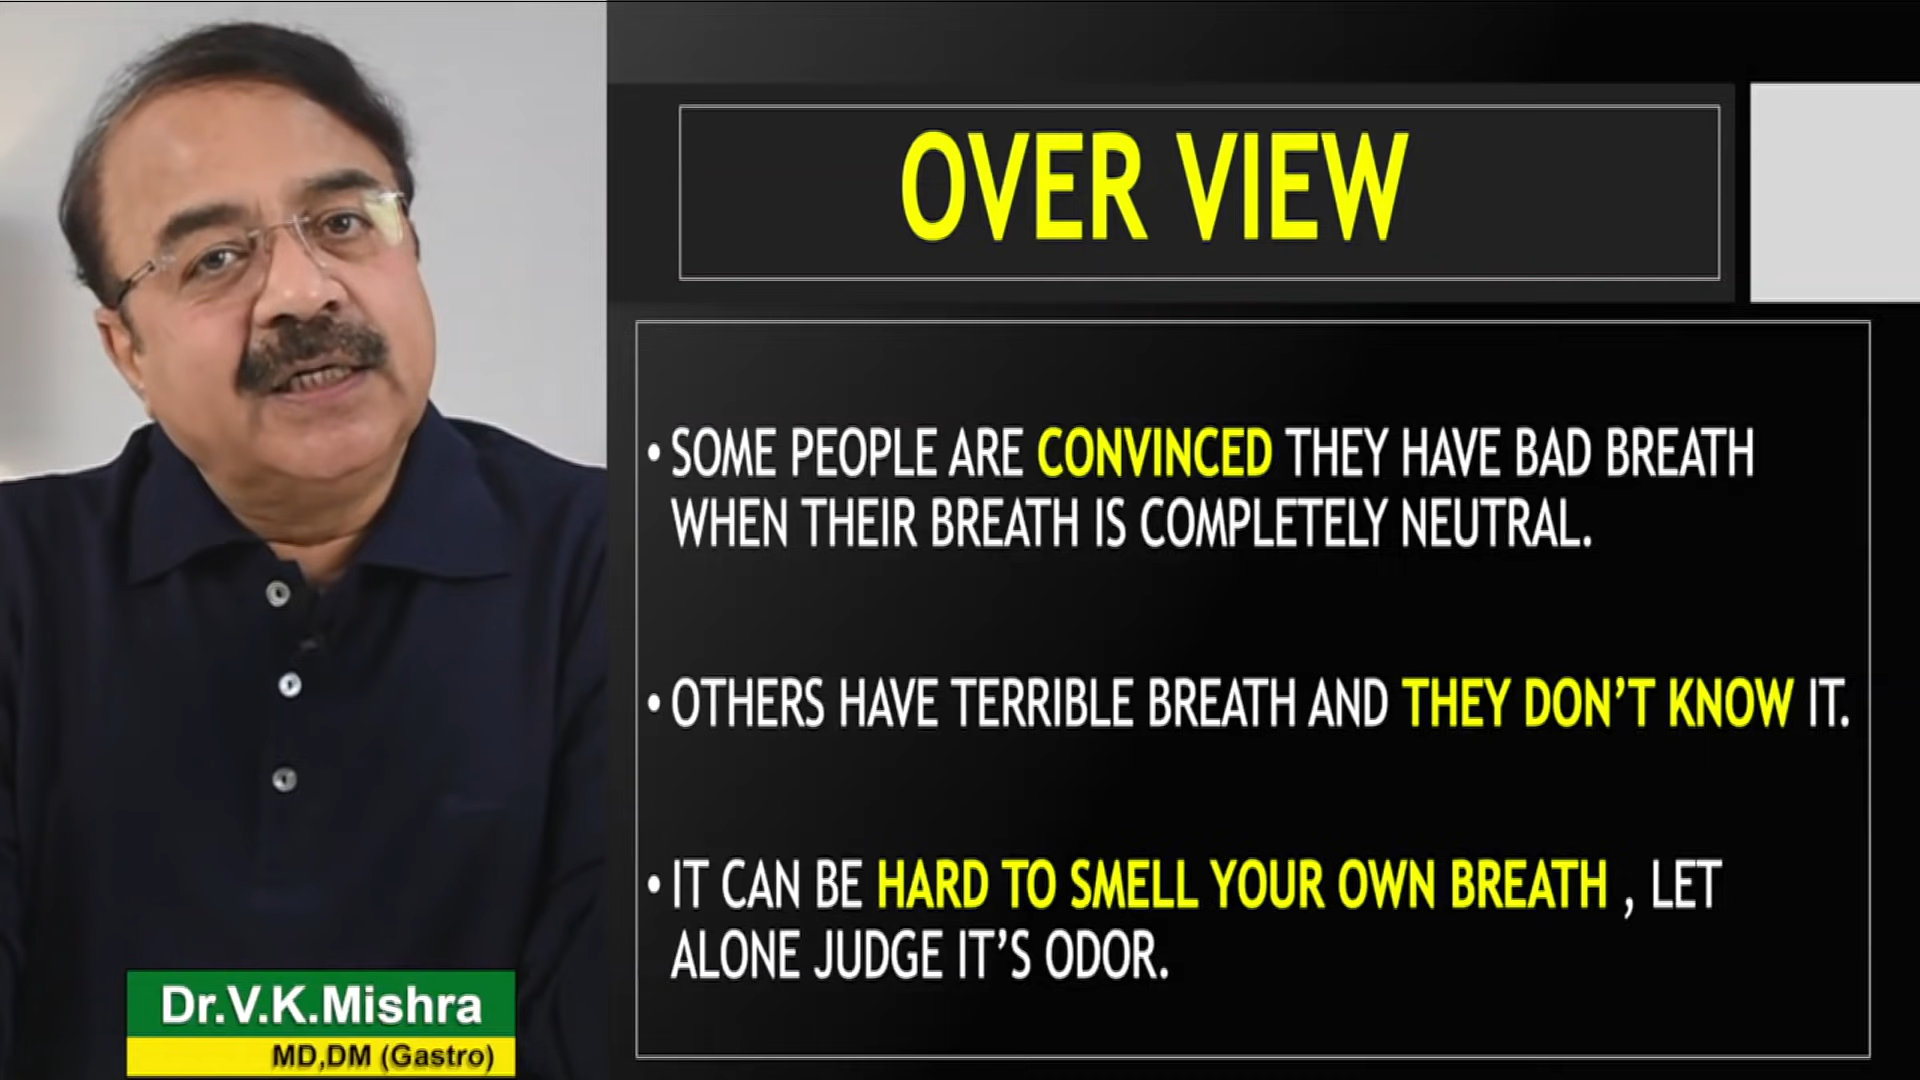 OVER VIEW
• SOME PEOPLE ARE CONVINCED THEY HAVE BAD BREATH
WHEN THEIR BREATH IS COMPLETELY NEUTRAL.
• OTHERS HAVE TERRIBLE BREATH AND THEY DON’T KNOW IT.
• IT CAN BE HARD TO SMELL YOUR OWN BREATH , LET
ALONE JUDGE IT’S ODOR.
Dr.V.K.Mishra
MD,DM (Gastro)